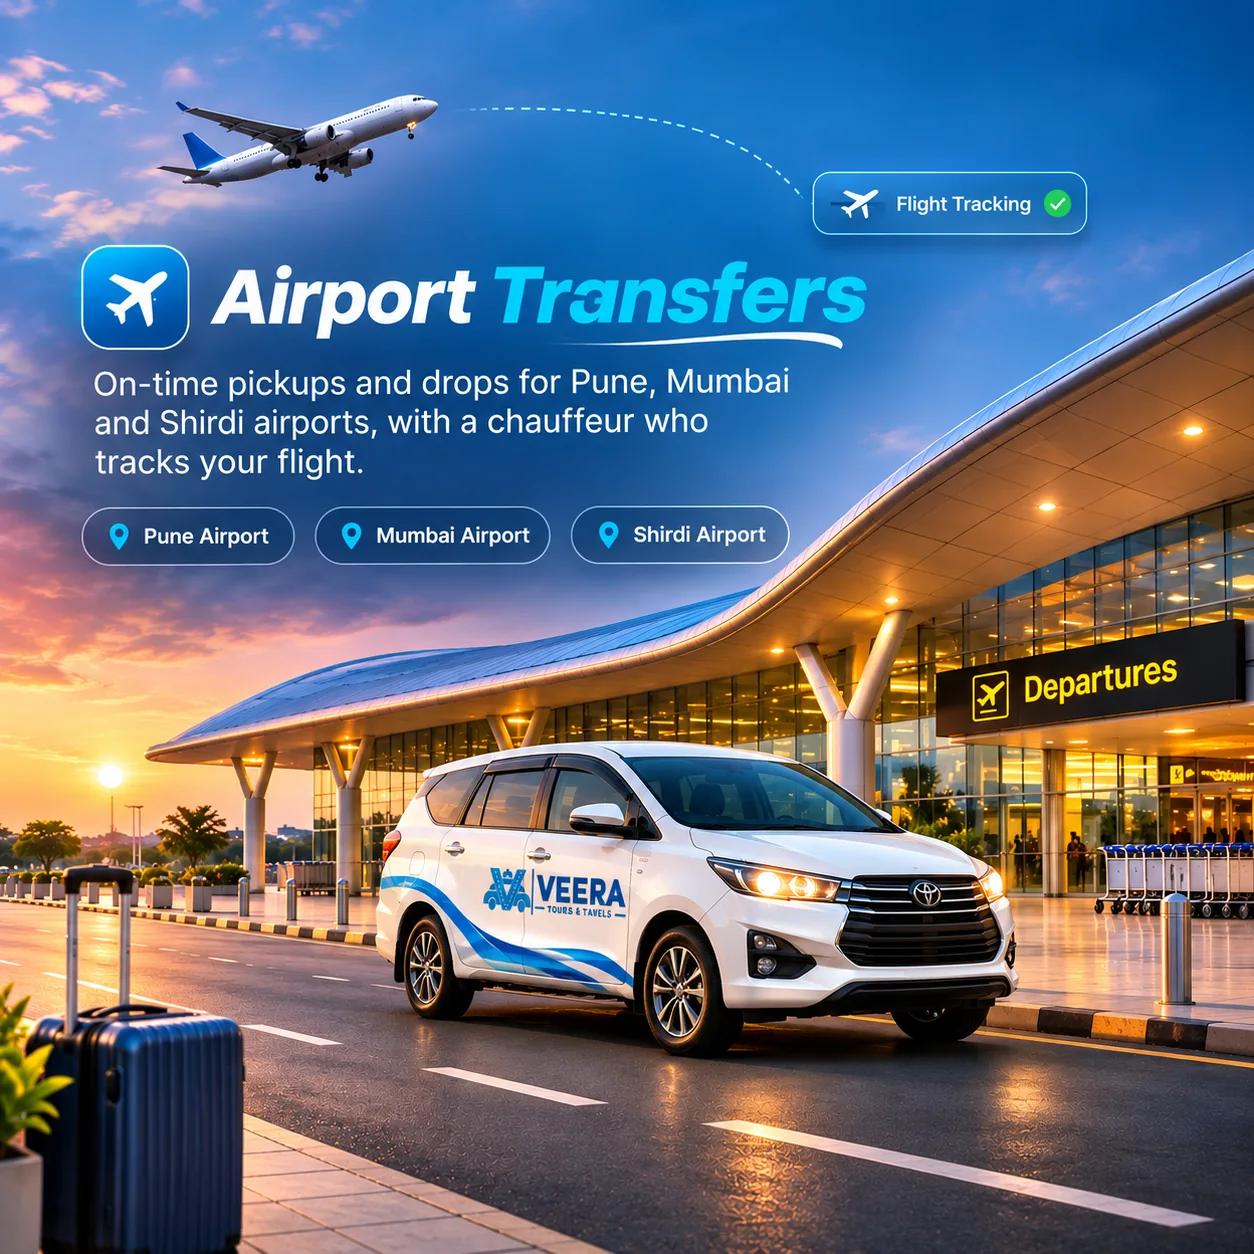 Flight Tracking
Airport Transfers
On-time pickups and drops for Pune, Mumbai
and Shirdi airports, with a chauffeur who
tracks your flight.
Pune Airport
Mumbai Airport
Shirdi Airport
Departures
VEERA
TOURS & TAVELS